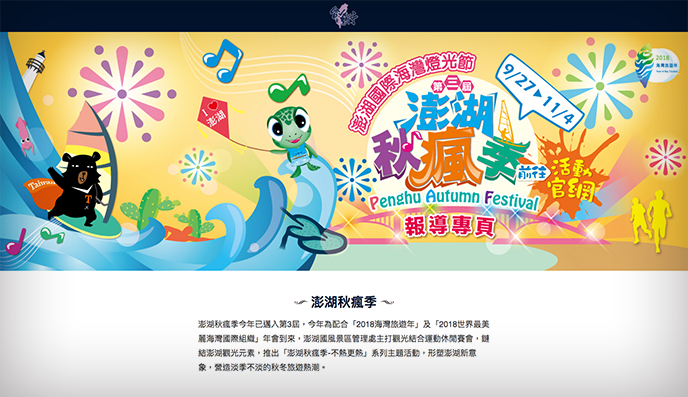 澎湖國際海灣燈光節
第三屆
9/27▶11/4
2018
海灣旅遊年
I ♥ 澎湖
澎湖
秋瘋季
前往
活動
官網
Penghu Autumn Festival
報導專頁
Taiwan
T
澎湖秋瘋季
澎湖秋瘋季今年已邁入第3屆，今年為配合「2018海灣旅遊年」及「2018世界最美
麗海灣國際組織」年會到來，澎湖國風景區管理處主打觀光結合運動休閒賽會，鏈
結澎湖觀光元素，推出「澎湖秋瘋季-不熱更熱」系列主題活動，形塑澎湖新意
象，營造淡季不淡的秋冬旅遊熱潮。